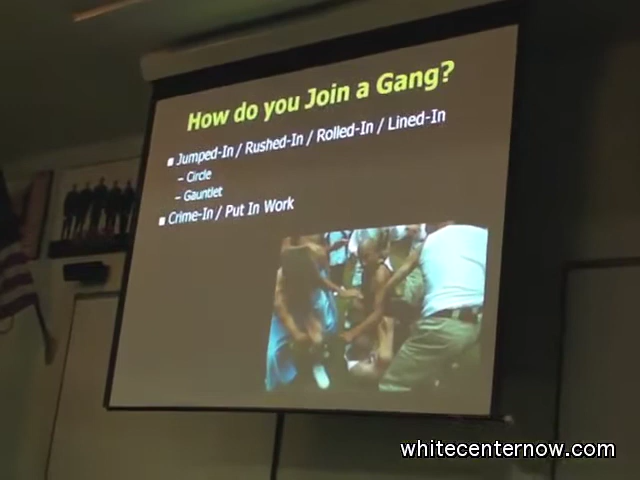 How do you Join a Gang?
■ Jumped-In / Rushed-In / Rolled-In / Lined-In
– Circle
– Gauntlet
■ Crime-In / Put In Work
whitecenternow.com